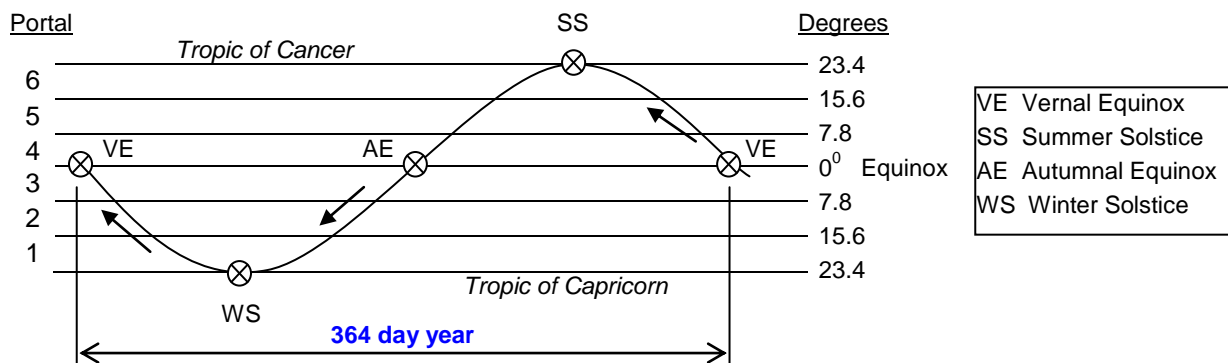 SS
Portal
Degrees
Tropic of Cancer
6
23.4
5
15.6
VE Vernal Equinox
4
7.8
SS Summer Solstice
VE
AE
VE
3
0⁰ Equinox
AE Autumnal Equinox
2
7.8
WS Winter Solstice
1
15.6
Tropic of Capricorn
23.4
WS
364 day year